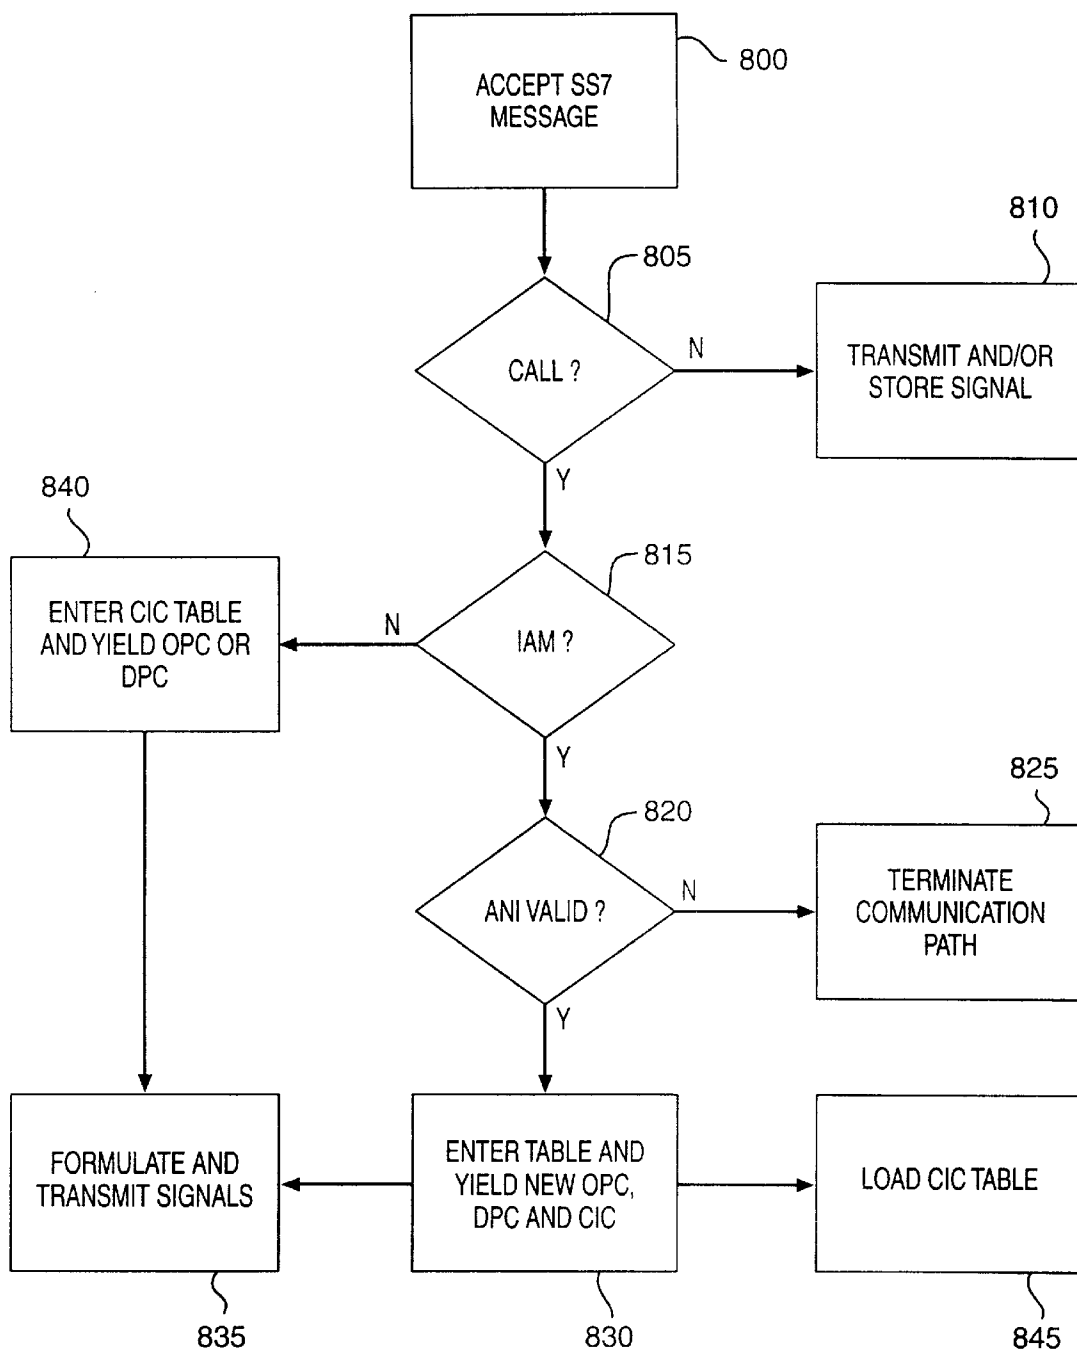 800
ACCEPT SS7
MESSAGE
805
810
CALL ?
N
TRANSMIT AND/OR
STORE SIGNAL
Y
840
815
ENTER CIC TABLE
AND YIELD OPC OR
DPC
N
IAM ?
Y
825
820
ANI VALID ?
N
TERMINATE
COMMUNICATION
PATH
Y
FORMULATE AND
TRANSMIT SIGNALS
ENTER TABLE AND
YIELD NEW OPC,
DPC AND CIC
LOAD CIC TABLE
835
830
845